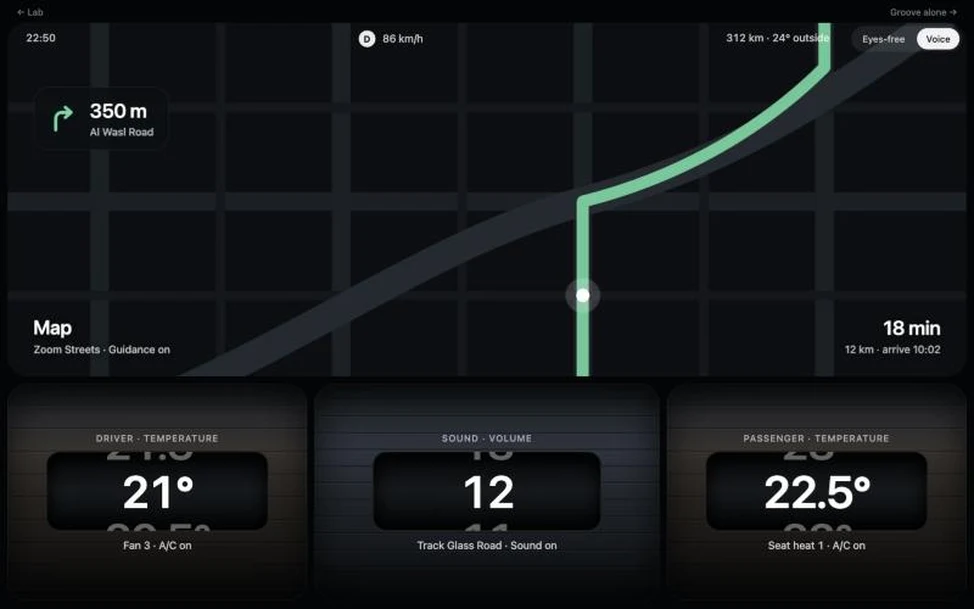 ← Lab
Groove alone →
22:50
D 86 km/h
312 km · 24° outside
Eyes-free
Voice
350 m
Al Wasl Road
Map
Zoom Streets · Guidance on
18 min
12 km · arrive 10:02
DRIVER · TEMPERATURE
21°
Fan 3 · A/C on
SOUND · VOLUME
12
Track Glass Road · Sound on
PASSENGER · TEMPERATURE
22.5°
Seat heat 1 · A/C on